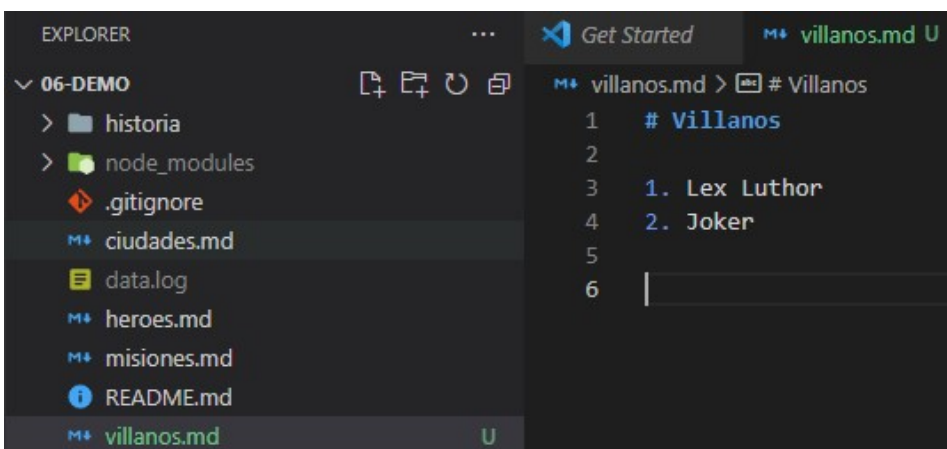 EXPLORER
06-DEMO
historia
node_modules
.gitignore
ciudades.md
data.log
heroes.md
misiones.md
README.md
villanos.md U
Get Started villanos.md U
villanos.md > # Villanos
1 # Villanos
2
3 1. Lex Luthor
4 2. Joker
5
6